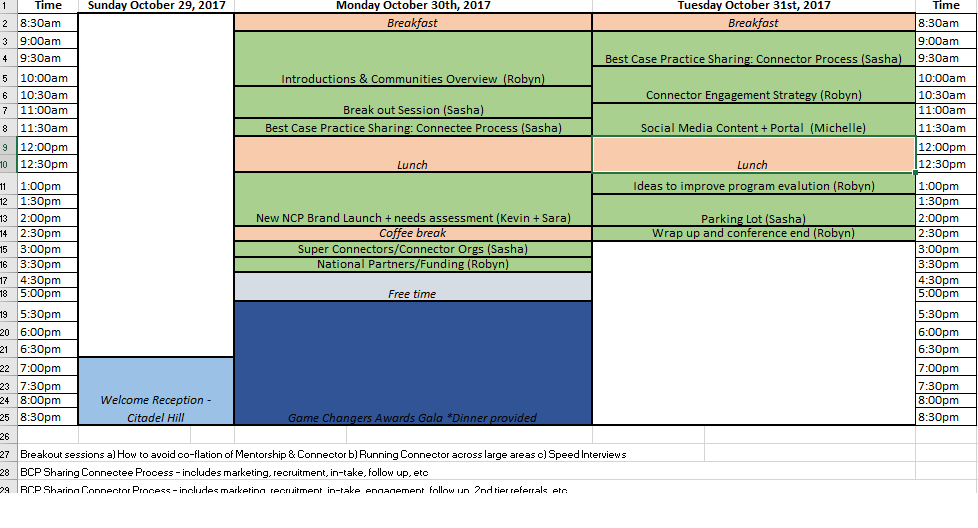 1 Time Sunday October 29, 2017 Monday October 30th, 2017 Tuesday October 31st, 2017 Time
2 8:30am Breakfast Breakfast 8:30am
3 9:00am 9:00am
4 9:30am Best Case Practice Sharing: Connector Process (Sasha) 9:30am
5 10:00am Introductions & Communities Overview (Robyn) 10:00am
6 10:30am Connector Engagement Strategy (Robyn) 10:30am
7 11:00am Break out Session (Sasha) 11:00am
8 11:30am Best Case Practice Sharing: Connectee Process (Sasha) Social Media Content + Portal (Michelle) 11:30am
9 12:00pm 12:00pm
10 12:30pm Lunch Lunch 12:30pm
11 1:00pm Ideas to improve program evalution (Robyn) 1:00pm
12 1:30pm 1:30pm
13 2:00pm New NCP Brand Launch + needs assessment (Kevin + Sara) Parking Lot (Sasha) 2:00pm
14 2:30pm Coffee break Wrap up and conference end (Robyn) 2:30pm
15 3:00pm Super Connectors/Connector Orgs (Sasha) 3:00pm
16 3:30pm National Partners/Funding (Robyn) 3:30pm
17 4:30pm 4:30pm
18 5:00pm Free time 5:00pm
19 5:30pm 5:30pm
20 6:00pm 6:00pm
21 6:30pm 6:30pm
22 7:00pm 7:00pm
23 7:30pm 7:30pm
24 8:00pm Welcome Reception - 8:00pm
25 8:30pm Citadel Hill Game Changers Awards Gala *Dinner provided 8:30pm
26
27 Breakout sessions a) How to avoid co-flation of Mentorship & Connector b) Running Connector across large areas c) Speed Interviews
28 BCP Sharing Connectee Process - includes marketing, recruitment, in-take, follow up, etc
29 BCP Sharing Connector Process - includes marketing, recruitment, in-take, engagement, follow up, 2nd tier referrals, etc